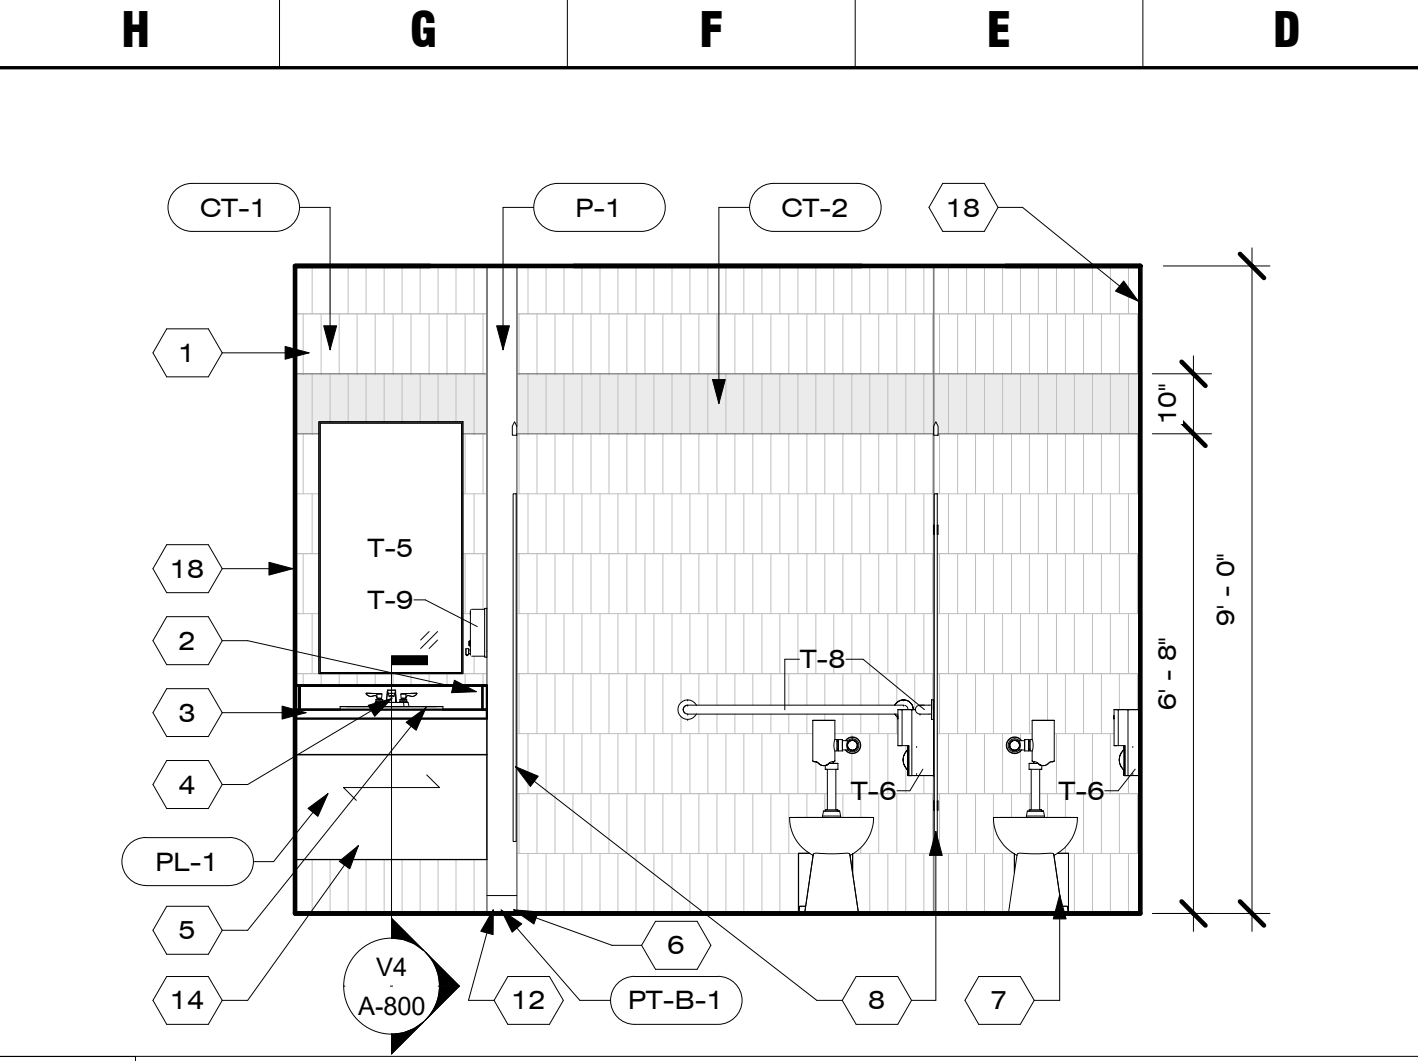 H G F E D
CT-1 P-1 CT-2 18
1
10"
T-5
18
9' - 0"
T-9
2
T-8
6' - 8"
3
4
T-6 T-6
PL-1
5
6
V4
14
A-800
12 PT-B-1 8 7